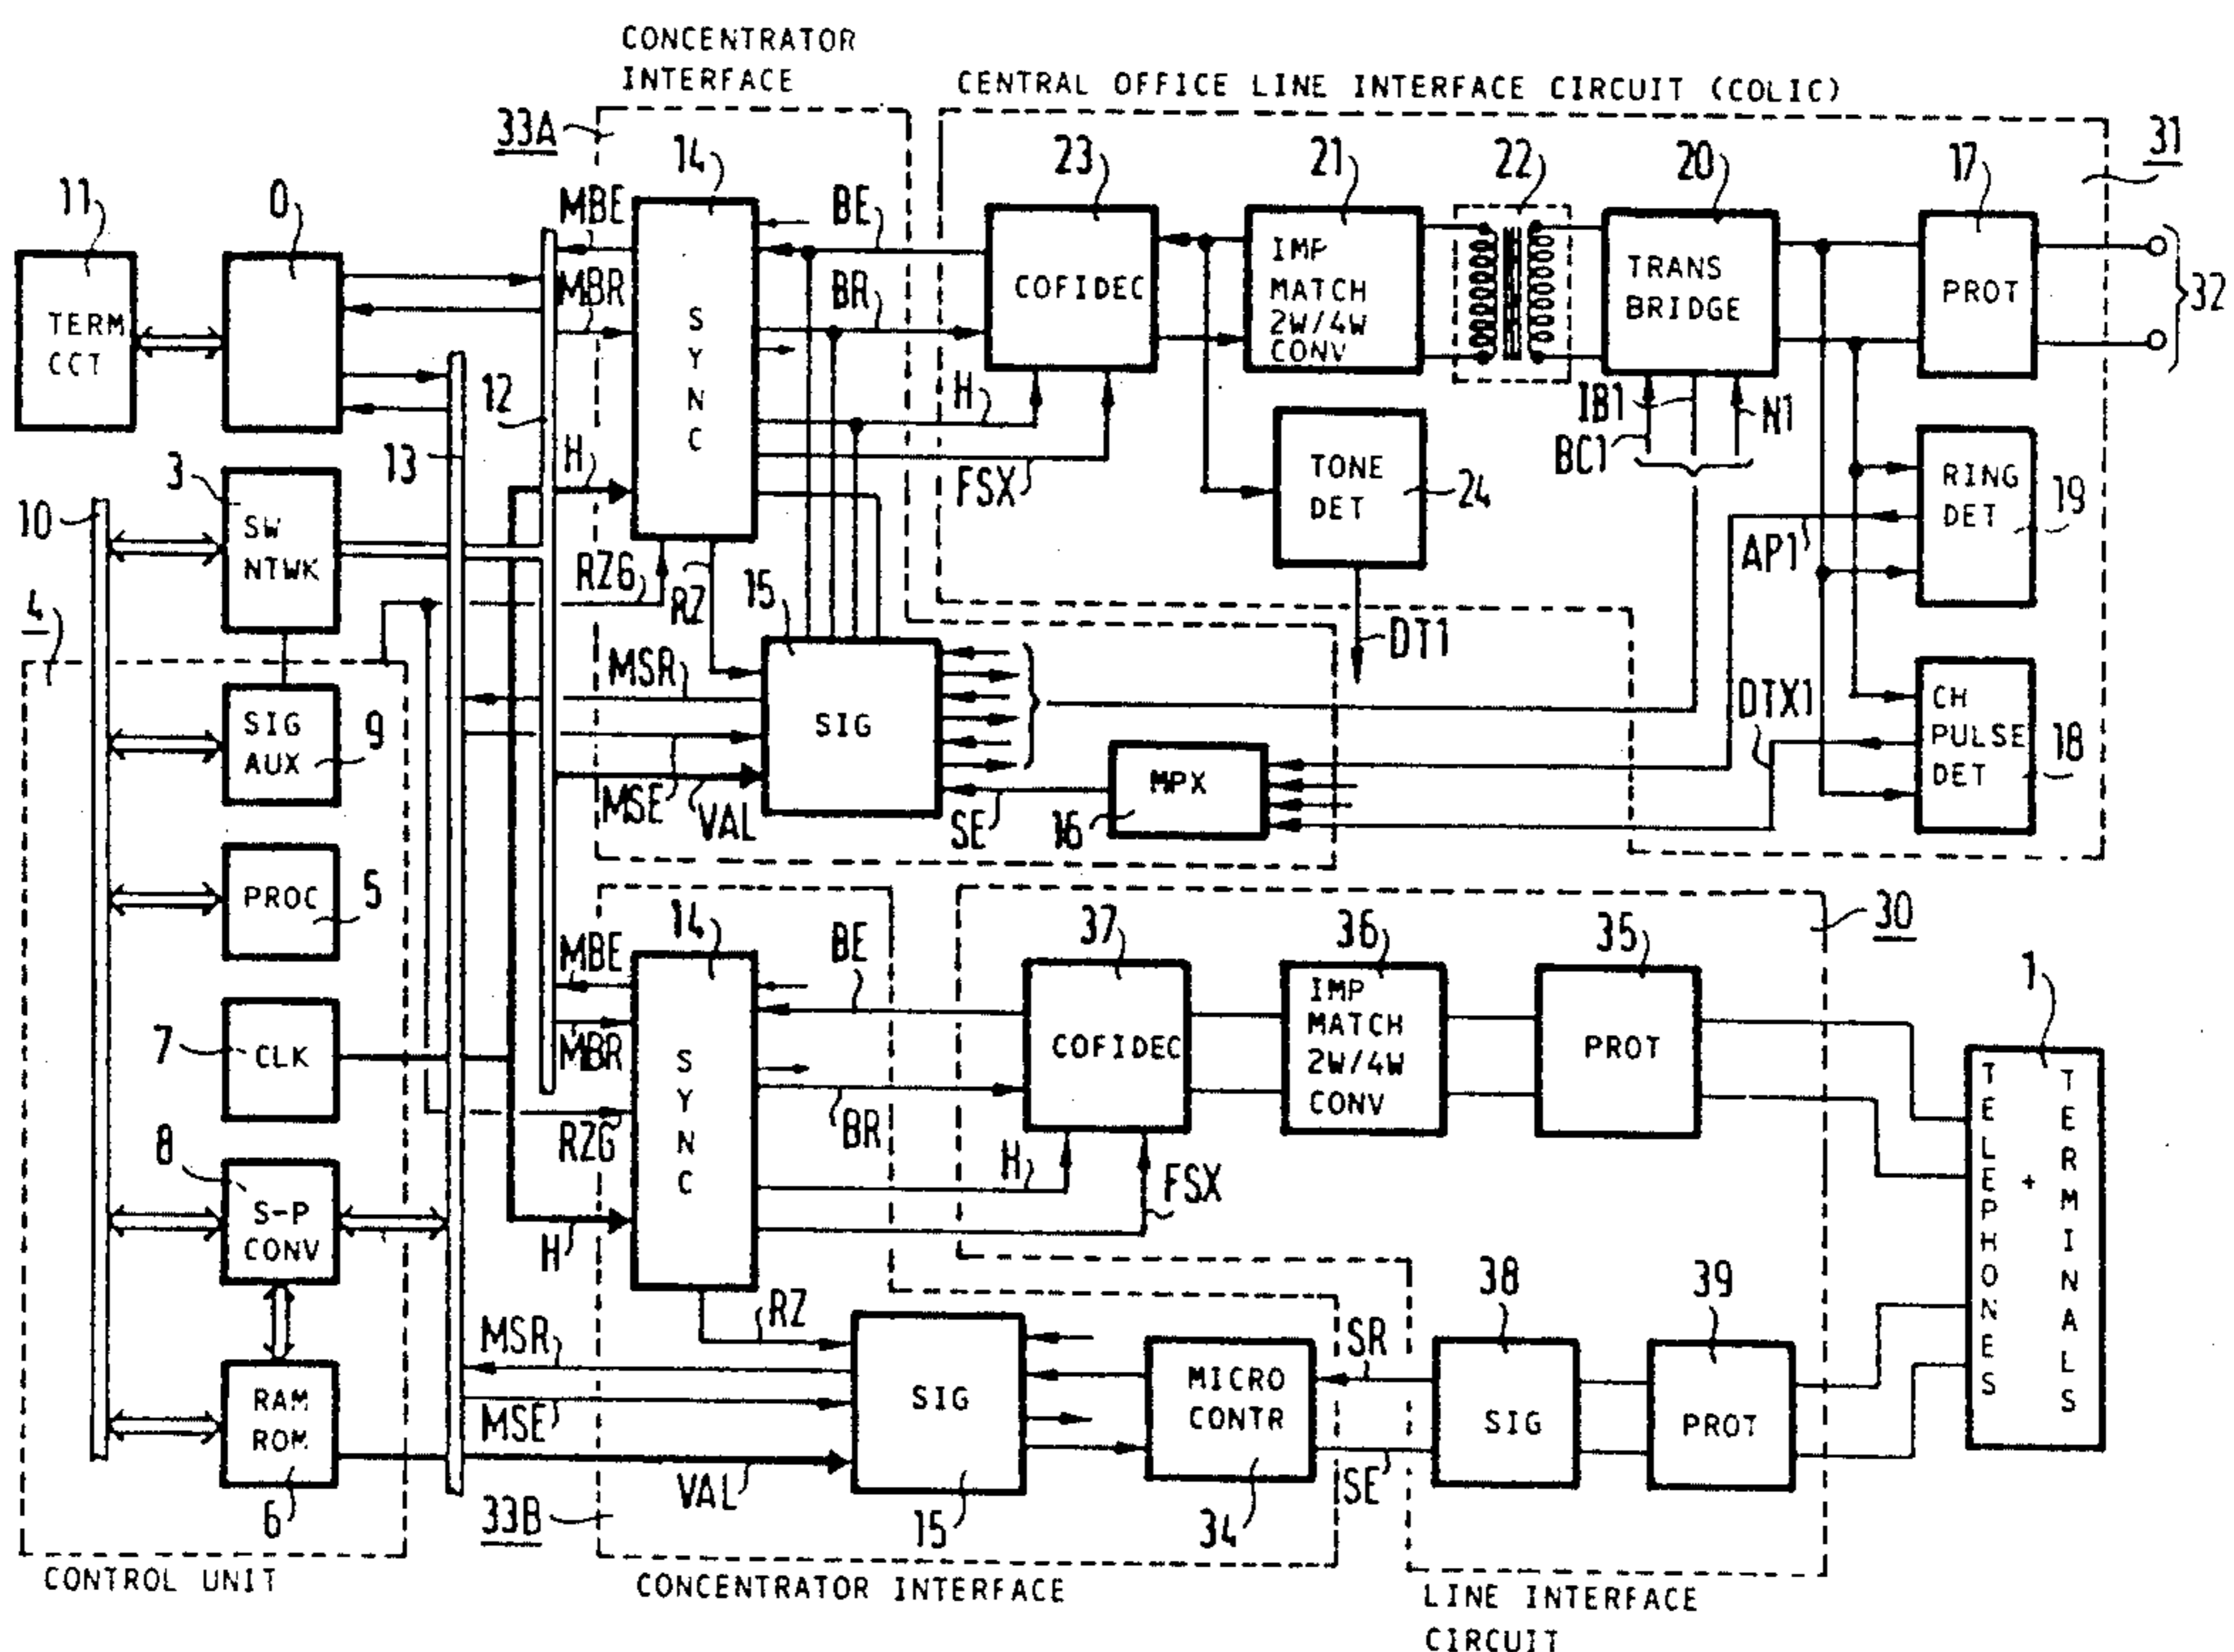 CONCENTRATOR
INTERFACE
CENTRAL OFFICE LINE INTERFACE CIRCUIT (COLIC)
33A
14
23
21
22
20
17
31
11
0
MBE
BE
MBR
BR
TERM
CCT
SYNC
COFIDEC
IMP
MATCH
2W/4W
CONV
TRANS
BRIDGE
PROT
32
12
13
H
H
FSX
IB1
BC1
N1
3
10
SW
NTWK
TONE
DET
24
RING
DET
19
AP1
RZG
RZ
15
4
MSR
DT1
DTX1
SIG
AUX
9
SIG
CH
PULSE
DET
18
MSE
VAL
SE
MPX
16
PROC
5
14
MBE
BE
37
36
35
30
1
7
CLK
MBR
SYNC
BR
COFIDEC
IMP
MATCH
2W/4W
CONV
PROT
TELEPHONES
+
TERMINALS
RZG
8
S-P
CONV
H
H
FSX
RZ
38
39
MSR
SR
RAM
ROM
MSE
SIG
MICRO
CONTR
SIG
PROT
VAL
SE
6
33B
15
34
CONTROL UNIT
CONCENTRATOR INTERFACE
LINE INTERFACE
CIRCUIT